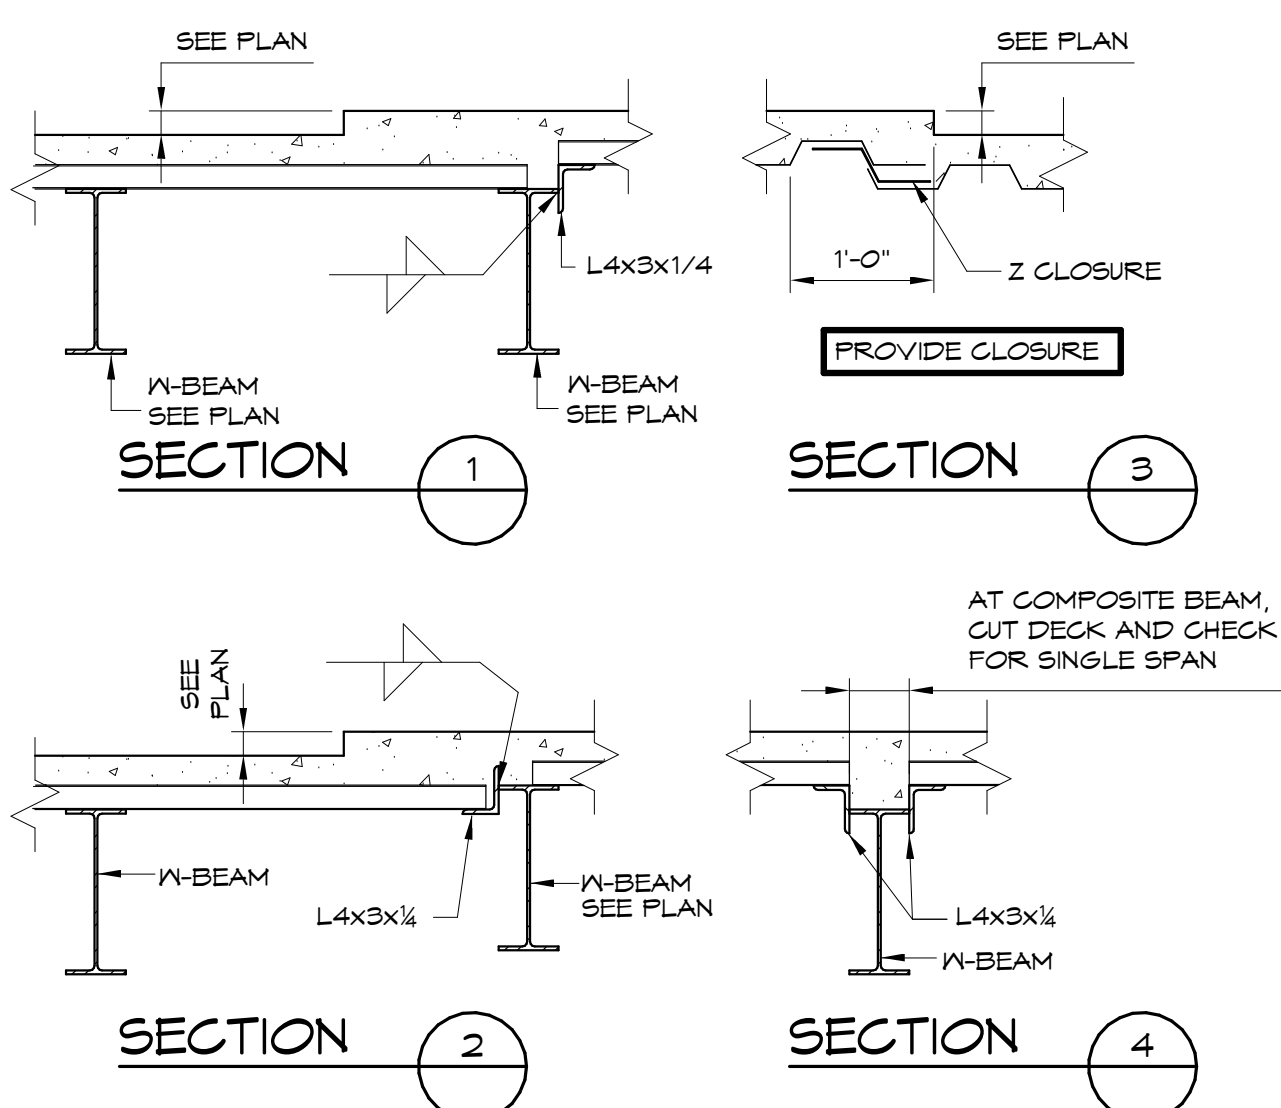 SEE PLAN
L4x3x1/4
W-BEAM
SEE PLAN
W-BEAM
SEE PLAN
SECTION 1
SEE PLAN
1'-0"
Z CLOSURE
PROVIDE CLOSURE
SECTION 3
SEE
PLAN
W-BEAM
L4x3x¼
W-BEAM
SEE PLAN
SECTION 2
AT COMPOSITE BEAM,
CUT DECK AND CHECK
FOR SINGLE SPAN
L4x3x¼
W-BEAM
SECTION 4